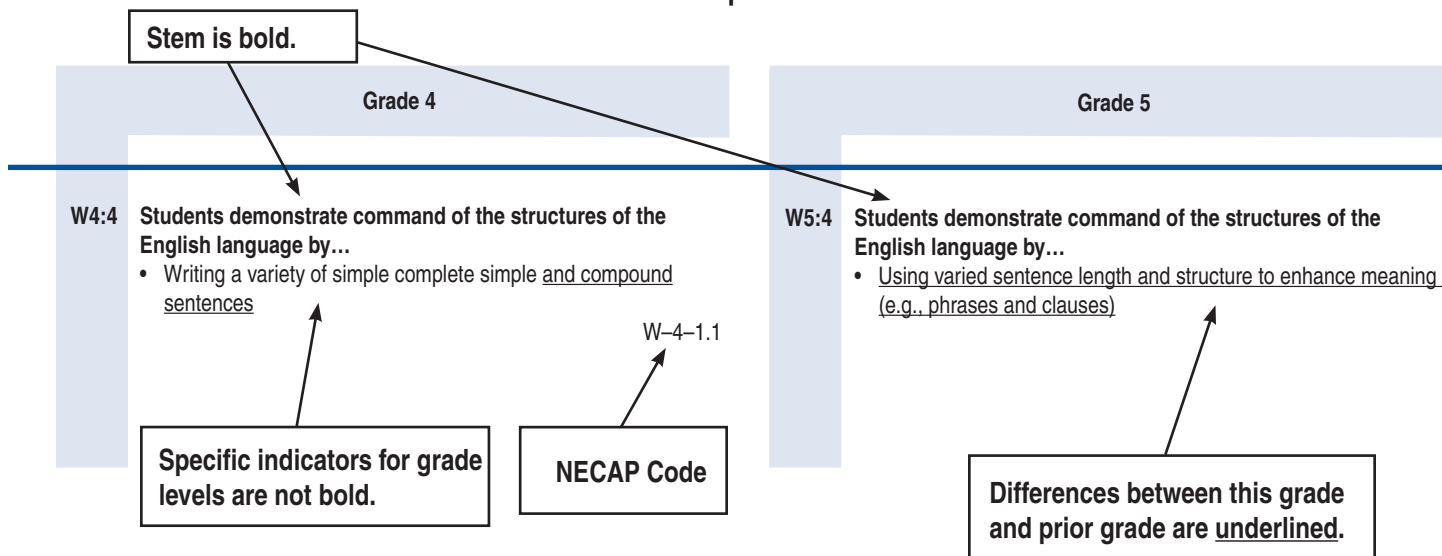 Stem is bold.
Grade 4
Grade 5
W4:4 Students demonstrate command of the structures of the
English language by…
• Writing a variety of simple complete simple and compound
sentences
W–4–1.1
W5:4 Students demonstrate command of the structures of the
English language by…
• Using varied sentence length and structure to enhance meaning
(e.g., phrases and clauses)
Specific indicators for grade
levels are not bold.
NECAP Code
Differences between this grade
and prior grade are underlined.